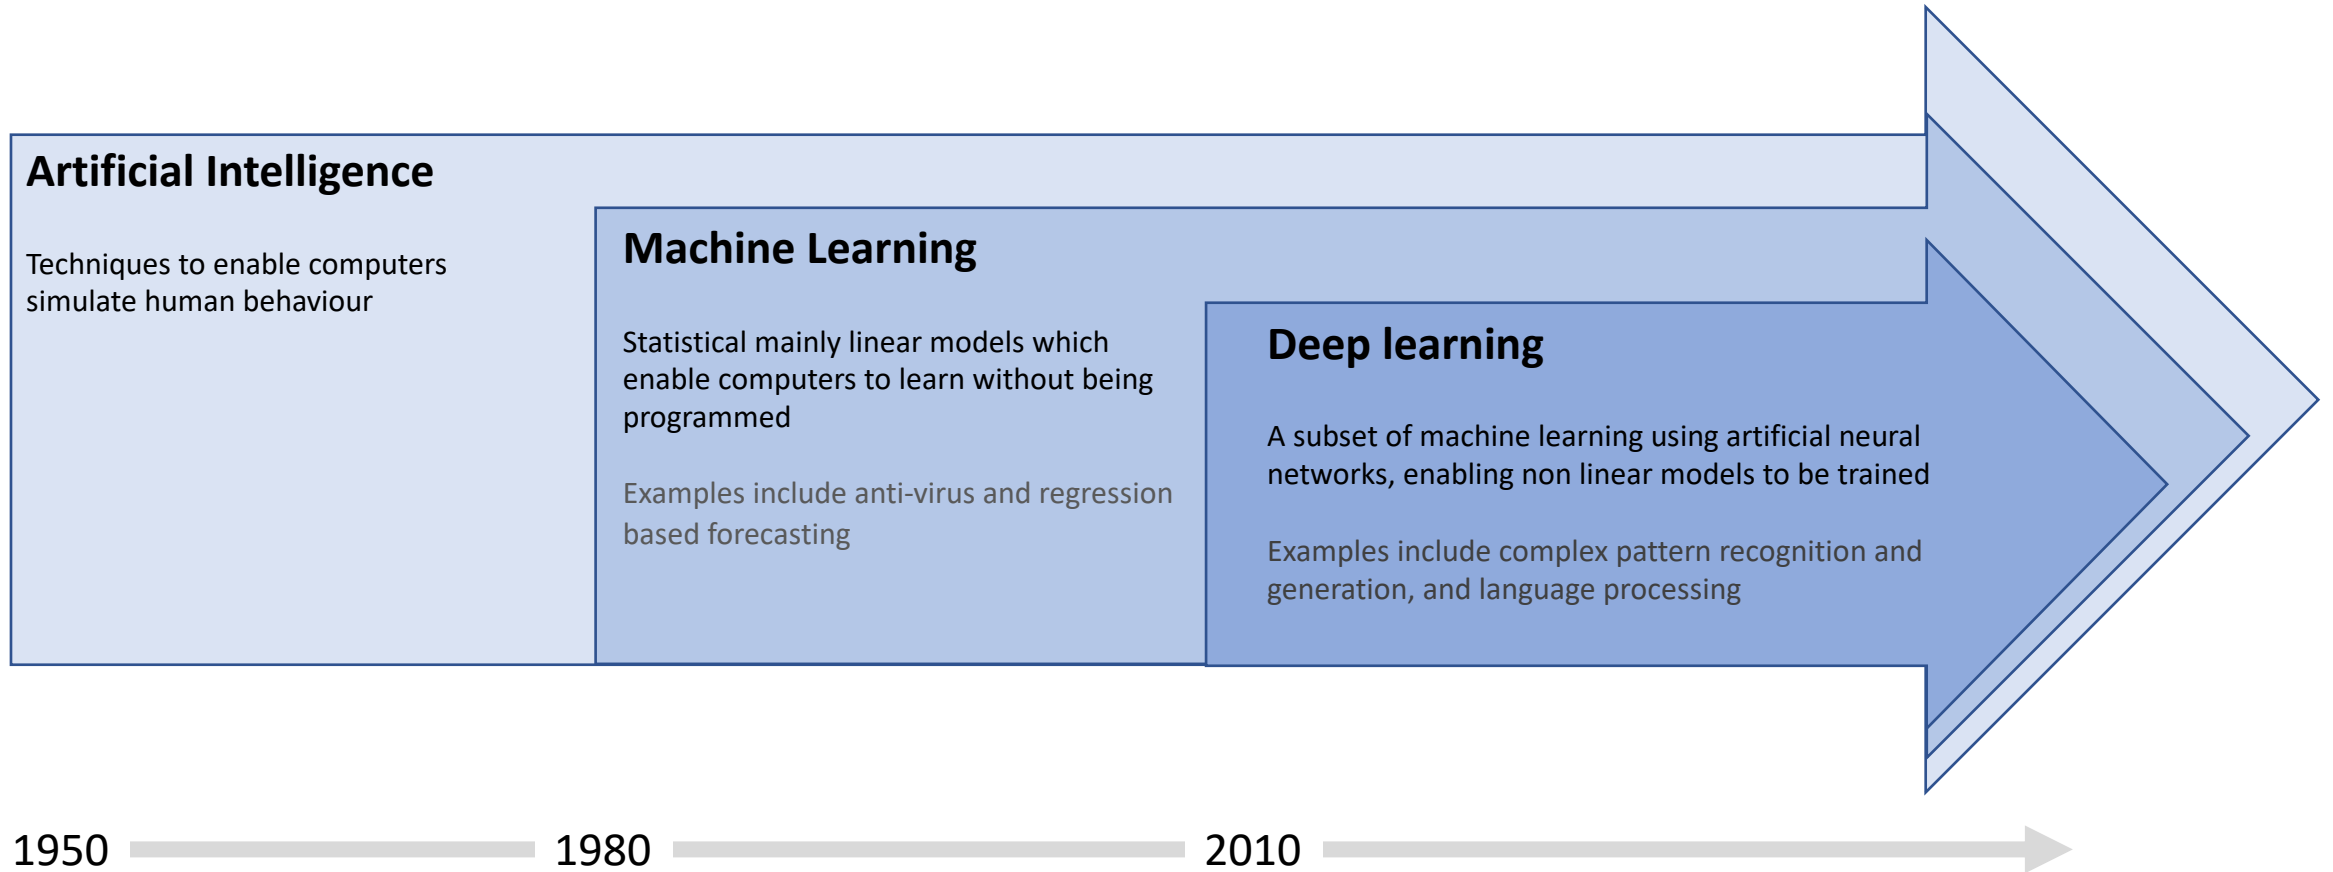 Artificial Intelligence
Techniques to enable computers
simulate human behaviour
Machine Learning
Statistical mainly linear models which
enable computers to learn without being
programmed
Examples include anti-virus and regression
based forecasting
Deep learning
A subset of machine learning using artificial neural
networks, enabling non linear models to be trained
Examples include complex pattern recognition and
generation, and language processing
1950 1980 2010